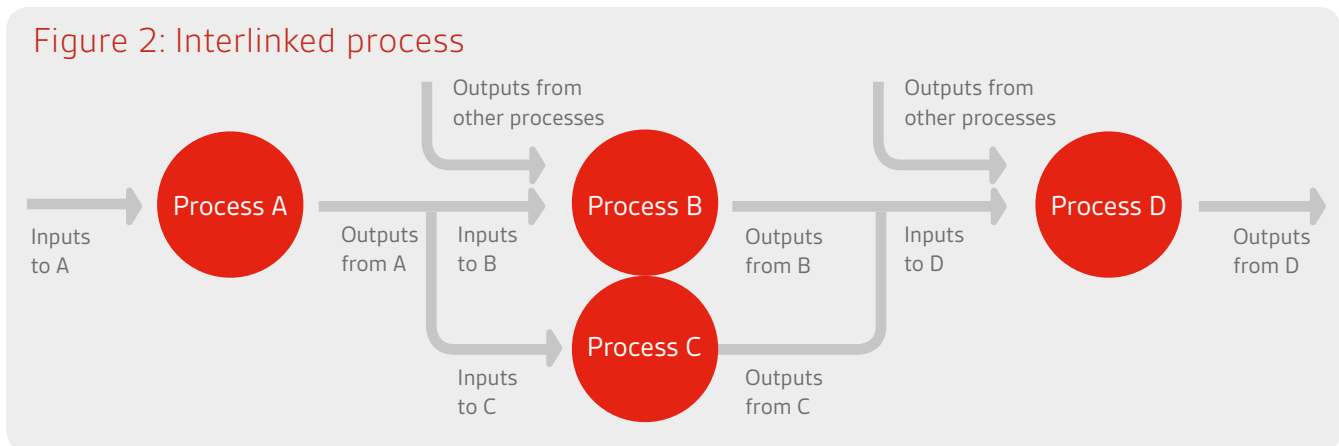 Figure 2: Interlinked process
Outputs from
other processes
Outputs from
other processes
Process A
Process B
Process D
Inputs
to A
Outputs
from A
Inputs
to B
Outputs
from B
Inputs
to D
Outputs
from D
Process C
Inputs
to C
Outputs
from C